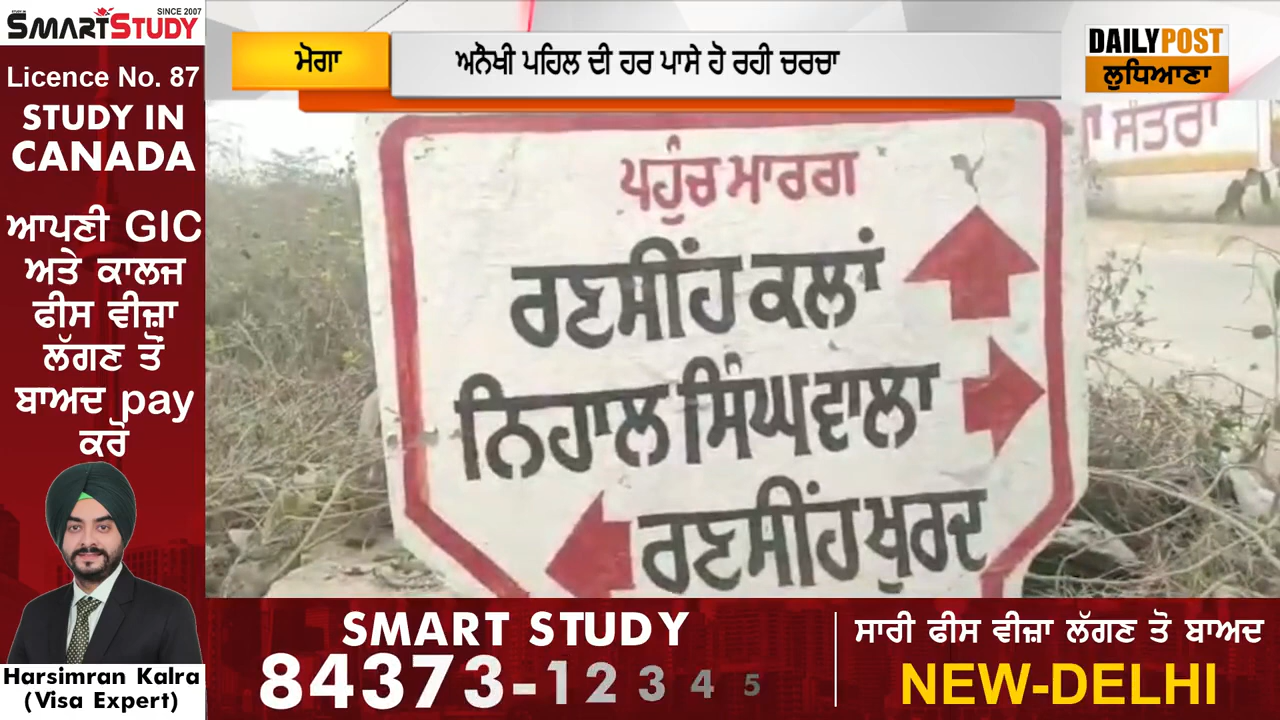 SINCE 2007
SMARTSTUDY
Licence No. 87
STUDY IN
CANADA
ਆਪਣੀ GIC
ਅਤੇ ਕਾਲਜ
ਫੀਸ ਵੀਜ਼ਾ
ਲੱਗਣ ਤੋਂ
ਬਾਅਦ pay
ਕਰੋਂ
Harsimran Kalra
(Visa Expert)
ਮੋਗਾ
ਅਨੋਖੀ ਪਹਿਲ ਦੀ ਹਰ ਪਾਸੇ ਹੋ ਰਹੀ ਚਰਚਾ
DAILY POST
ਲੁਧਿਆਣਾ
ਪਹੁੰਚ ਮਾਰਗ
ਰਣਸੀਂਹ ਕਲਾਂ
ਨਿਹਾਲ ਸਿੰਘਵਾਲਾ
ਰਣਸੀਂਹ ਖੁਰਦ
SMART STUDY
84373-12345
ਸਾਰੀ ਫੀਸ ਵੀਜ਼ਾ ਲੱਗਣ ਤੋ ਬਾਅਦ
NEW-DELHI